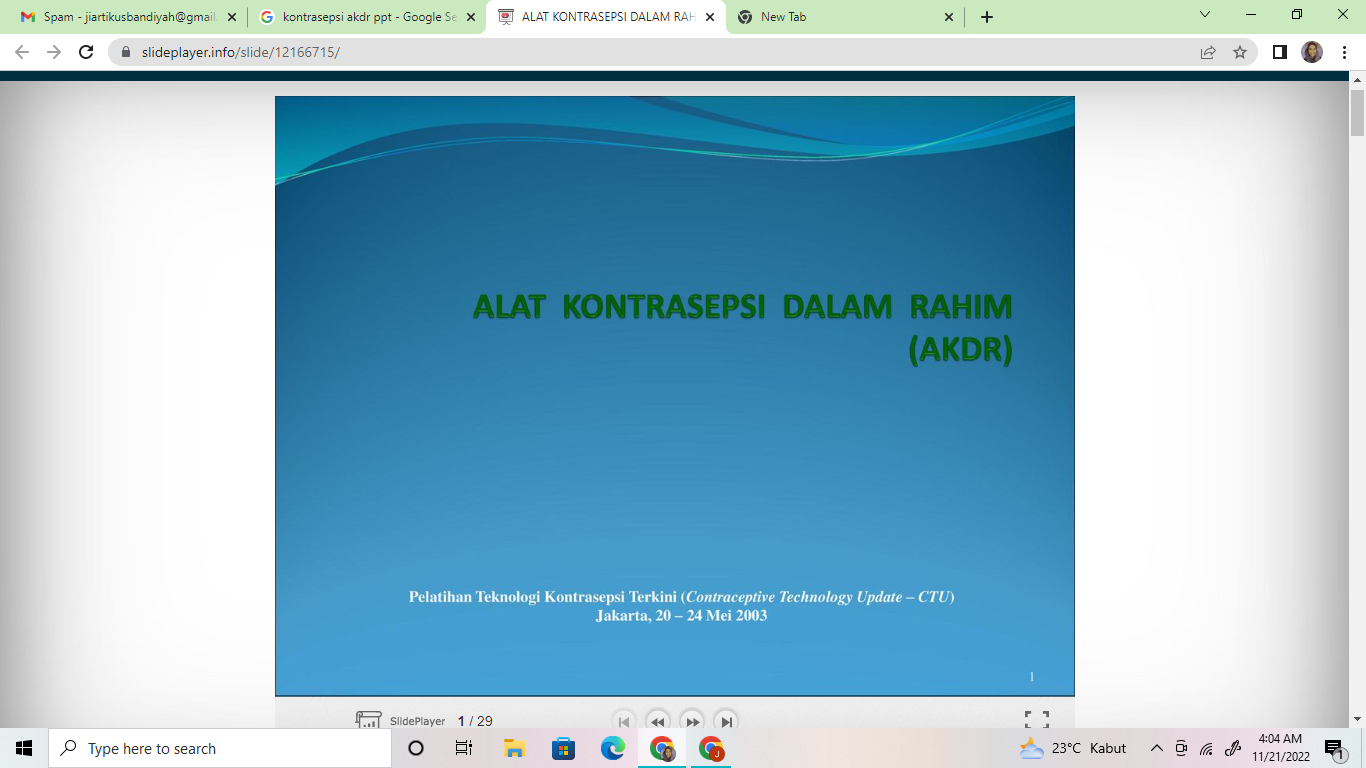 Spam - jiartikusbandiyah@gmail.
kontrasepsi akdr ppt - Google Se
ALAT KONTRASEPSI DALAM RAH
New Tab
slideplayer.info/slide/12166715/
ALAT KONTRASEPSI DALAM RAHIM
(AKDR)
Pelatihan Teknologi Kontrasepsi Terkini (Contraceptive Technology Update – CTU)
Jakarta, 20 – 24 Mei 2003
1
SlidePlayer 1 / 29
Type here to search
J
23°C Kabut
4:04 AM
11/21/2022
1